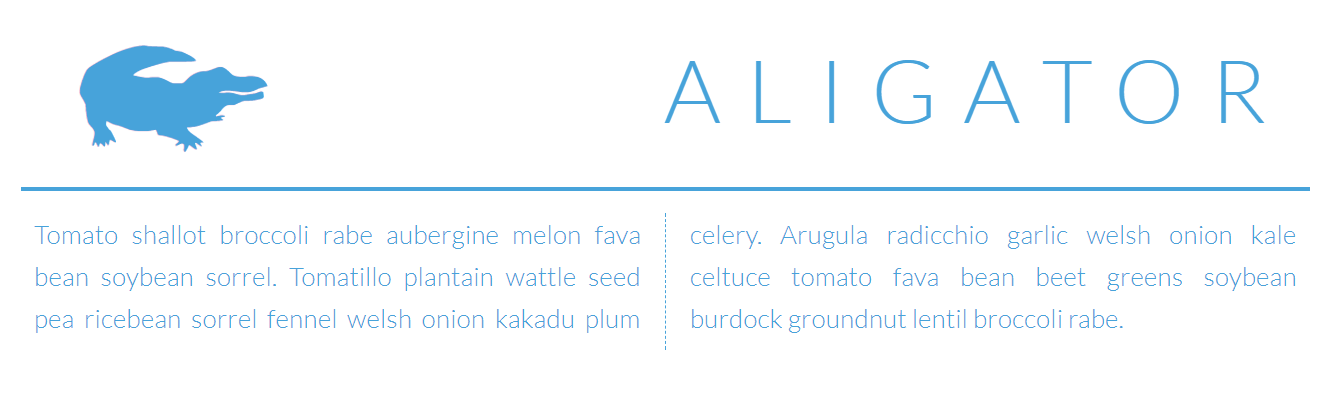 ALIGATOR
Tomato shallot broccoli rabe aubergine melon fava
bean soybean sorrel. Tomatillo plantain wattle seed
pea ricebean sorrel fennel welsh onion kakadu plum
celery. Arugula radicchio garlic welsh onion kale
celtuce tomato fava bean beet greens soybean
burdock groundnut lentil broccoli rabe.